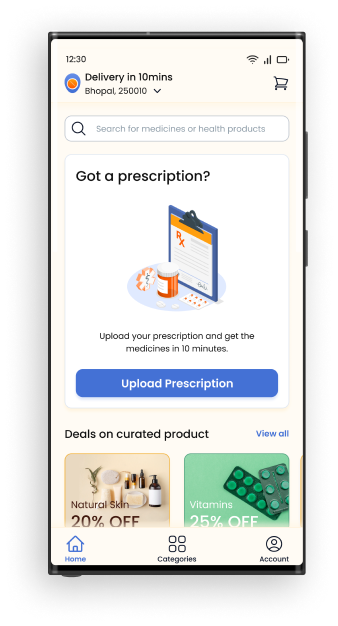 12:30
Delivery in 10mins
Bhopal, 250010
Search for medicines or health products
Got a prescription?
Rx
Upload your prescription and get the
medicines in 10 minutes.
Upload Prescription
Deals on curated product
View all
Natural Skin
20% OFF
Vitamins
25% OFF
Home
Categories
Account